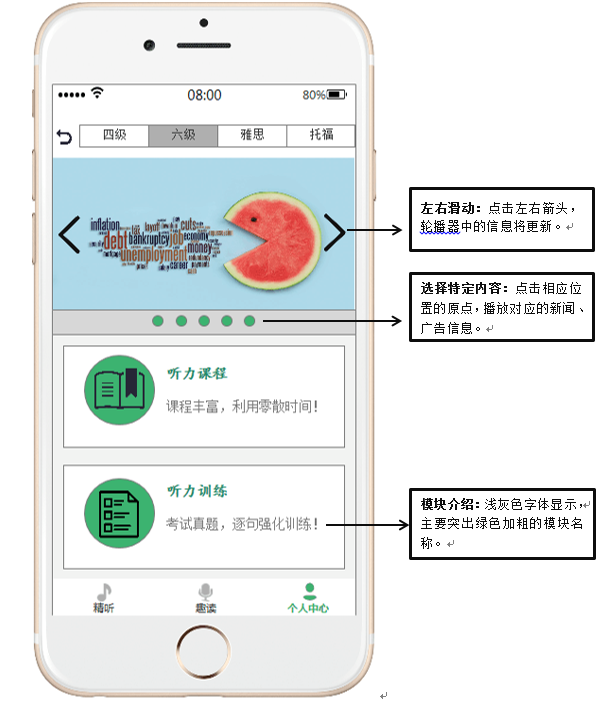 08:00
80%
四级
六级
雅思
托福
inflation
cuts
layoff
debt
bankruptcy
job
economy
money
unemployment
career
左右滑动：点击左右箭头，
轮播器中的信息将更新。
选择特定内容：点击相应位
置的原点，播放对应的新闻、
广告信息。
听力课程
课程丰富，利用零散时间！
听力训练
考试真题，逐句强化训练！
模块介绍：浅灰色字体显示，
主要突出绿色加粗的模块名
称。
精听
趣读
个人中心